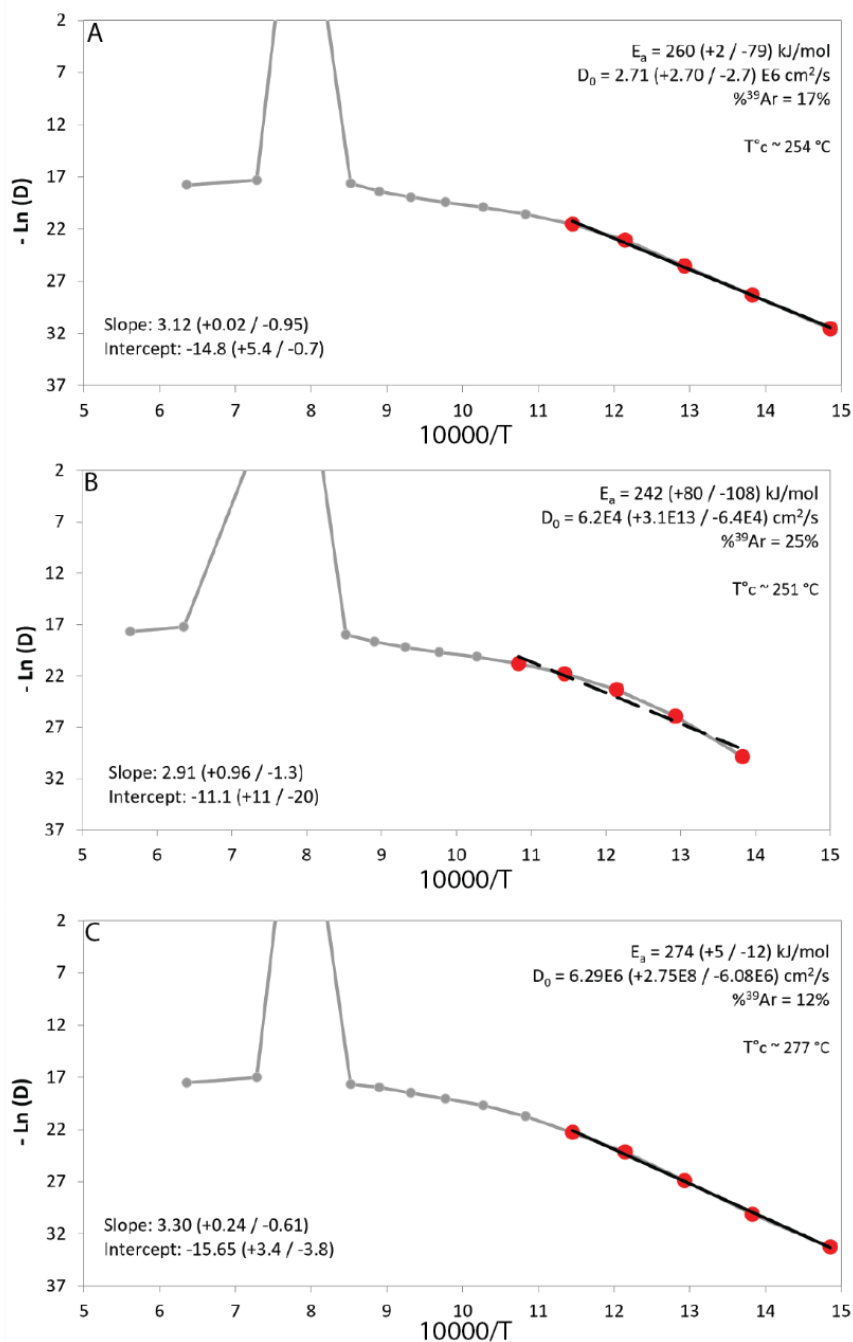 A
2
7
12
17
22
27
32
37
- Ln (D)
Eₐ = 260 (+2 / -79) kJ/mol
D₀ = 2.71 (+2.70 / -2.7) E6 cm²/s
%³⁹Ar = 17%
T°c ~ 254 °C
Slope: 3.12 (+0.02 / -0.95)
Intercept: -14.8 (+5.4 / -0.7)
5 6 7 8 9 10 11 12 13 14 15
10000/T
B
2
7
12
17
22
27
32
37
- Ln (D)
Eₐ = 242 (+80 / -108) kJ/mol
D₀ = 6.2E4 (+3.1E13 / -6.4E4) cm²/s
%³⁹Ar = 25%
T°c ~ 251 °C
Slope: 2.91 (+0.96 / -1.3)
Intercept: -11.1 (+11 / -20)
5 6 7 8 9 10 11 12 13 14 15
10000/T
C
2
7
12
17
22
27
32
37
- Ln (D)
Eₐ = 274 (+5 / -12) kJ/mol
D₀ = 6.29E6 (+2.75E8 / -6.08E6) cm²/s
%³⁹Ar = 12%
T°c ~ 277 °C
Slope: 3.30 (+0.24 / -0.61)
Intercept: -15.65 (+3.4 / -3.8)
5 6 7 8 9 10 11 12 13 14 15
10000/T